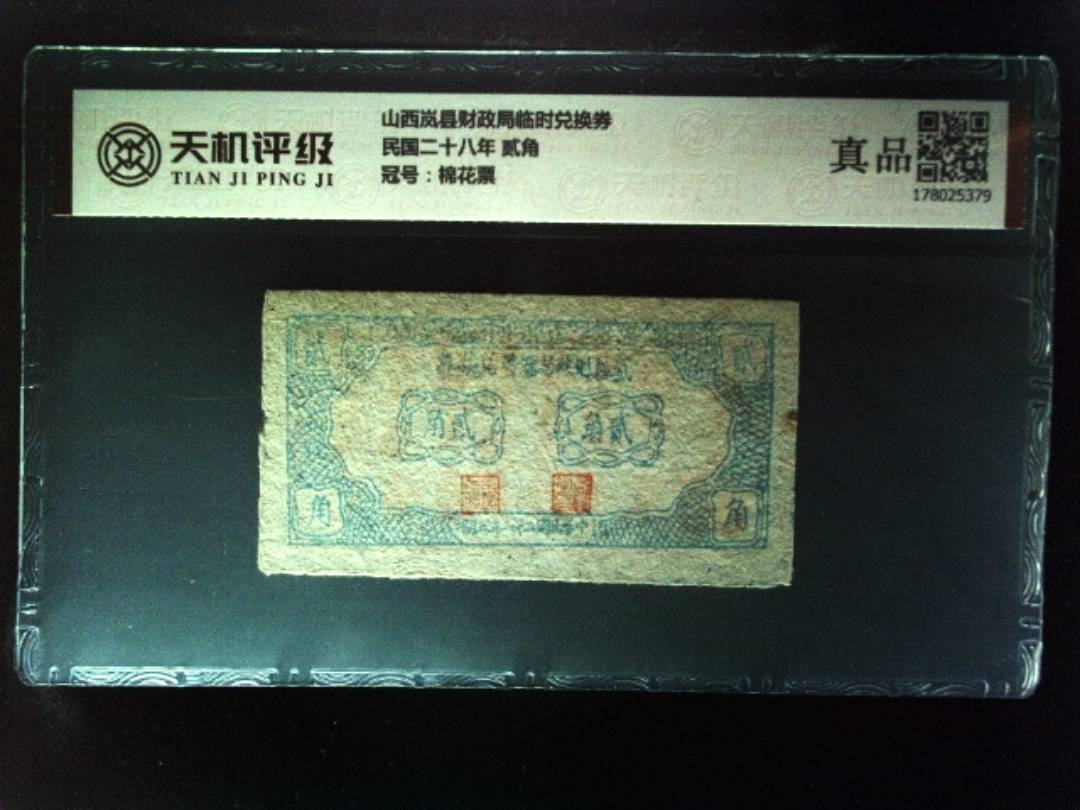 天机评级
TIAN JI PING JI
山西岚县财政局临时兑换券
民国二十八年 贰角
冠号：棉花票
真品
178025379
贰
贰
角贰
角贰
角
角